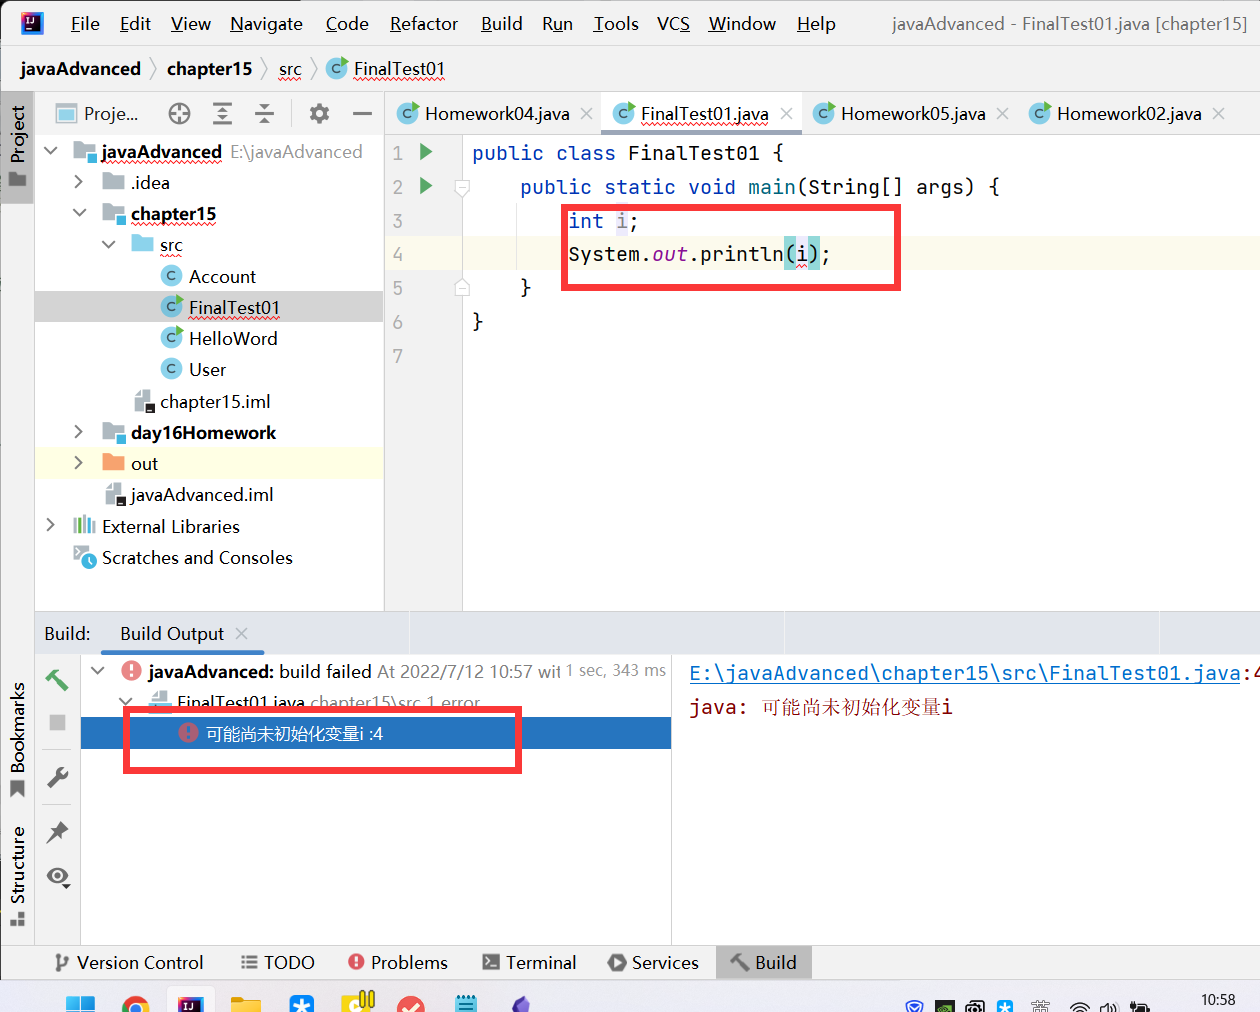 File Edit View Navigate Code Refactor Build Run Tools VCS Window Help javaAdvanced - FinalTest01.java [chapter15]
javaAdvanced chapter15 src FinalTest01
Project
Proje...
Homework04.java FinalTest01.java Homework05.java Homework02.java
javaAdvanced E:\javaAdvanced
.idea
chapter15
src
Account
FinalTest01
HelloWord
User
chapter15.iml
day16Homework
out
javaAdvanced.iml
External Libraries
Scratches and Consoles
1 public class FinalTest01 {
2 public static void main(String[] args) {
3 int i;
4 System.out.println(i);
5 }
6 }
7
Build: Build Output
javaAdvanced: build failed At 2022/7/12 10:57 wit 1 sec, 343 ms
FinalTest01.java chapter15\src 1 error
可能尚未初始化变量i :4
E:\javaAdvanced\chapter15\src\FinalTest01.java:4
java: 可能尚未初始化变量i
Bookmarks
Structure
Version Control TODO Problems Terminal Services Build
英
10:58